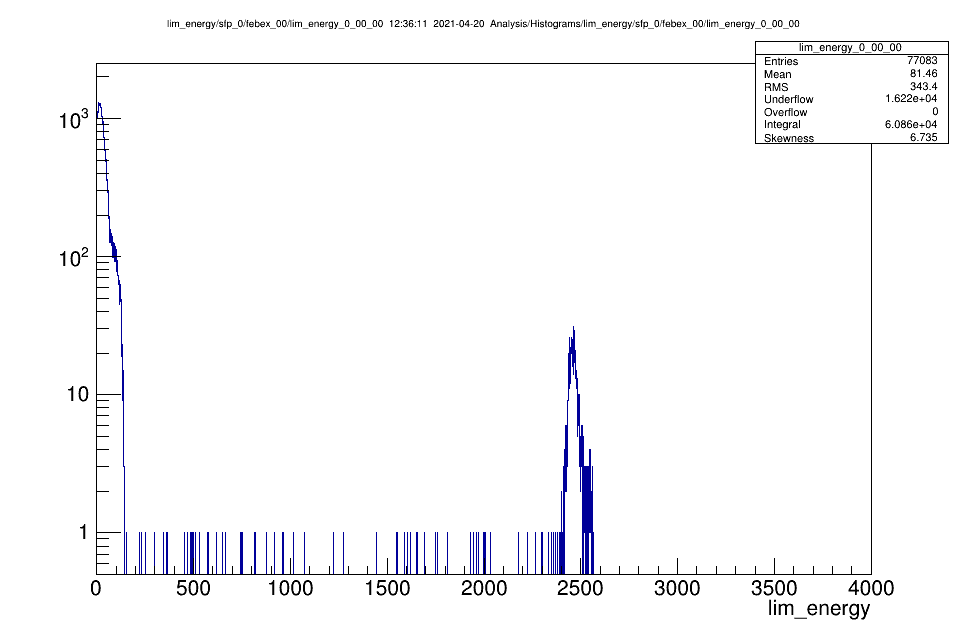 lim_energy/sfp_0/febex_00/lim_energy_0_00_00 12:36:11 2021-04-20 Analysis/Histograms/lim_energy/sfp_0/febex_00/lim_energy_0_00_00
lim_energy_0_00_00
Entries 77083
Mean 81.46
RMS 343.4
Underflow 1.622e+04
Overflow 0
Integral 6.086e+04
Skewness 6.735
10³
10²
10
1
0 500 1000 1500 2000 2500 3000 3500 4000
lim_energy